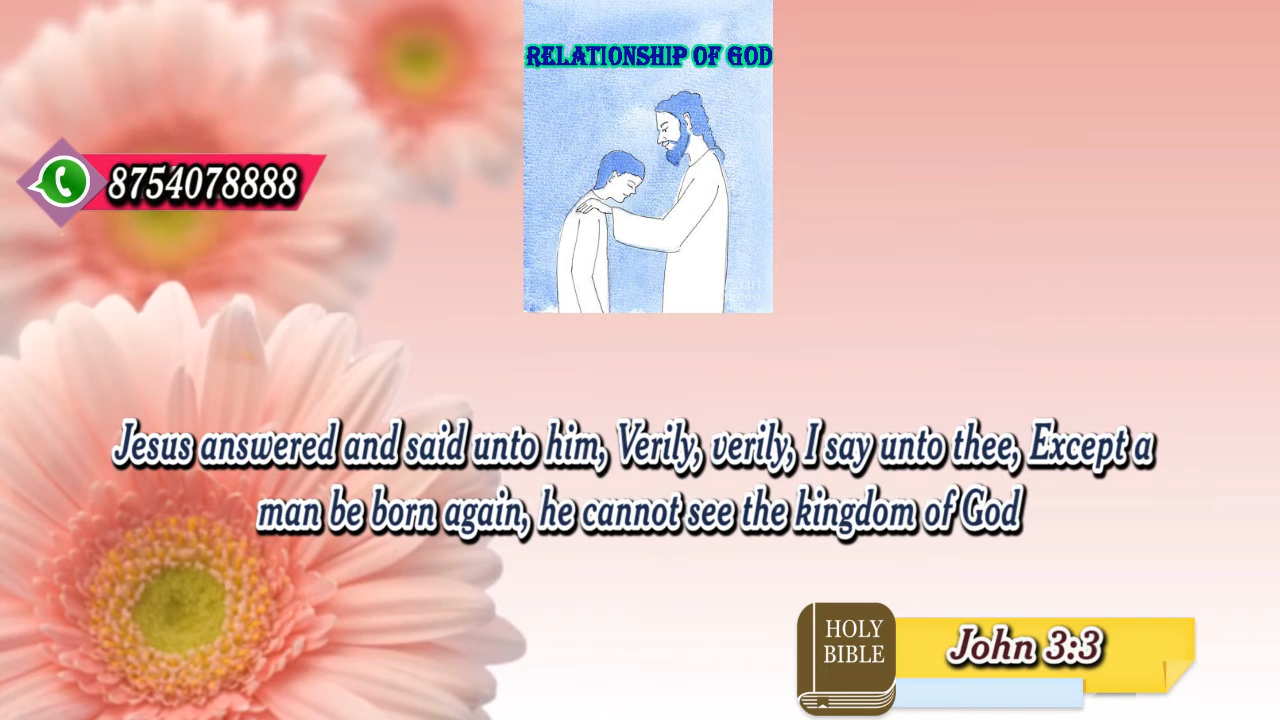 RELATIONSHIP OF GOD
8754078888
Jesus answered and said unto him, Verily, verily, I say unto thee, Except a
man be born again, he cannot see the kingdom of God
HOLY
BIBLE
John 3:3